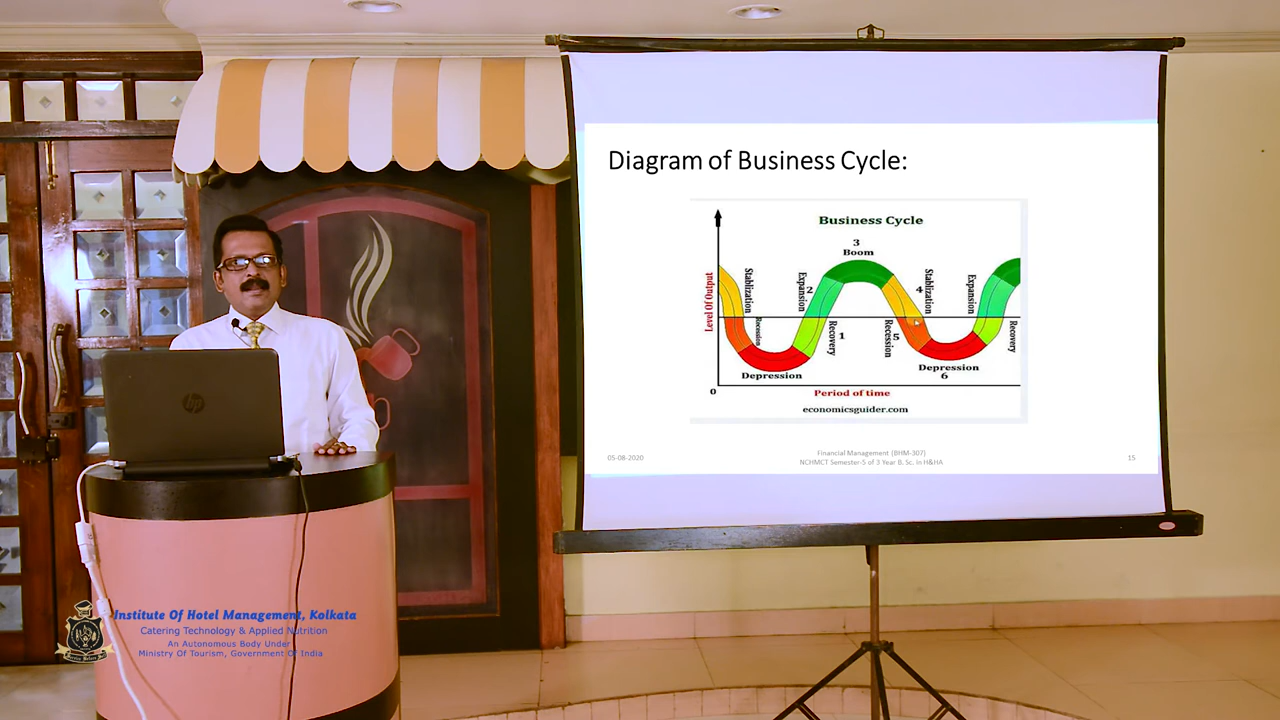 Diagram of Business Cycle:
Business Cycle
3
Boom
Level Of Output
Stablization
Recession
Depression
Expansion
2
Recovery
1
4
Stablization
5
Recession
Depression
6
Expansion
Recovery
0
Period of time
economicsguider.com
05-08-2020
Financial Management (BHM-307)
NCHMCT Semester-5 of 3 Year B. Sc. In H&HA
15
hp
Institute Of Hotel Management, Kolkata
Catering Technology & Applied Nutrition
An Autonomous Body Under
Ministry Of Tourism, Government Of India